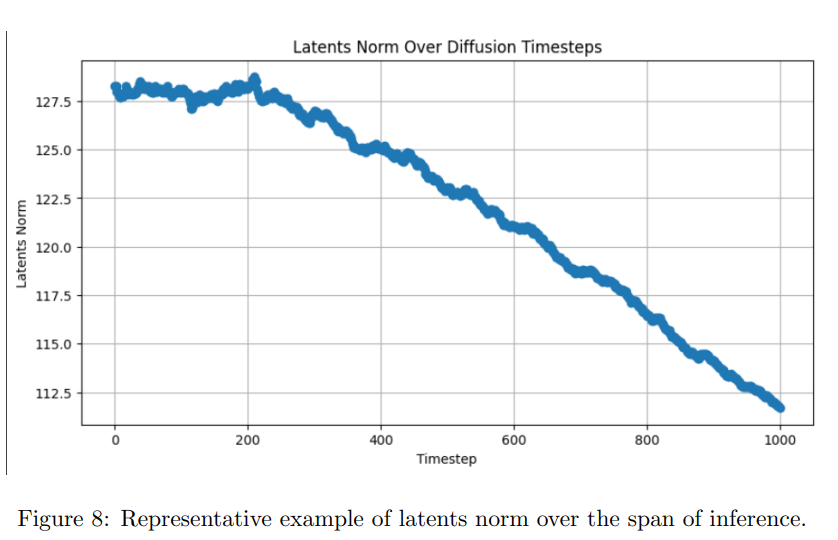 Latents Norm Over Diffusion Timesteps
127.5
125.0
122.5
120.0
117.5
115.0
112.5
Latents Norm
0 200 400 600 800 1000
Timestep
Figure 8: Representative example of latents norm over the span of inference.